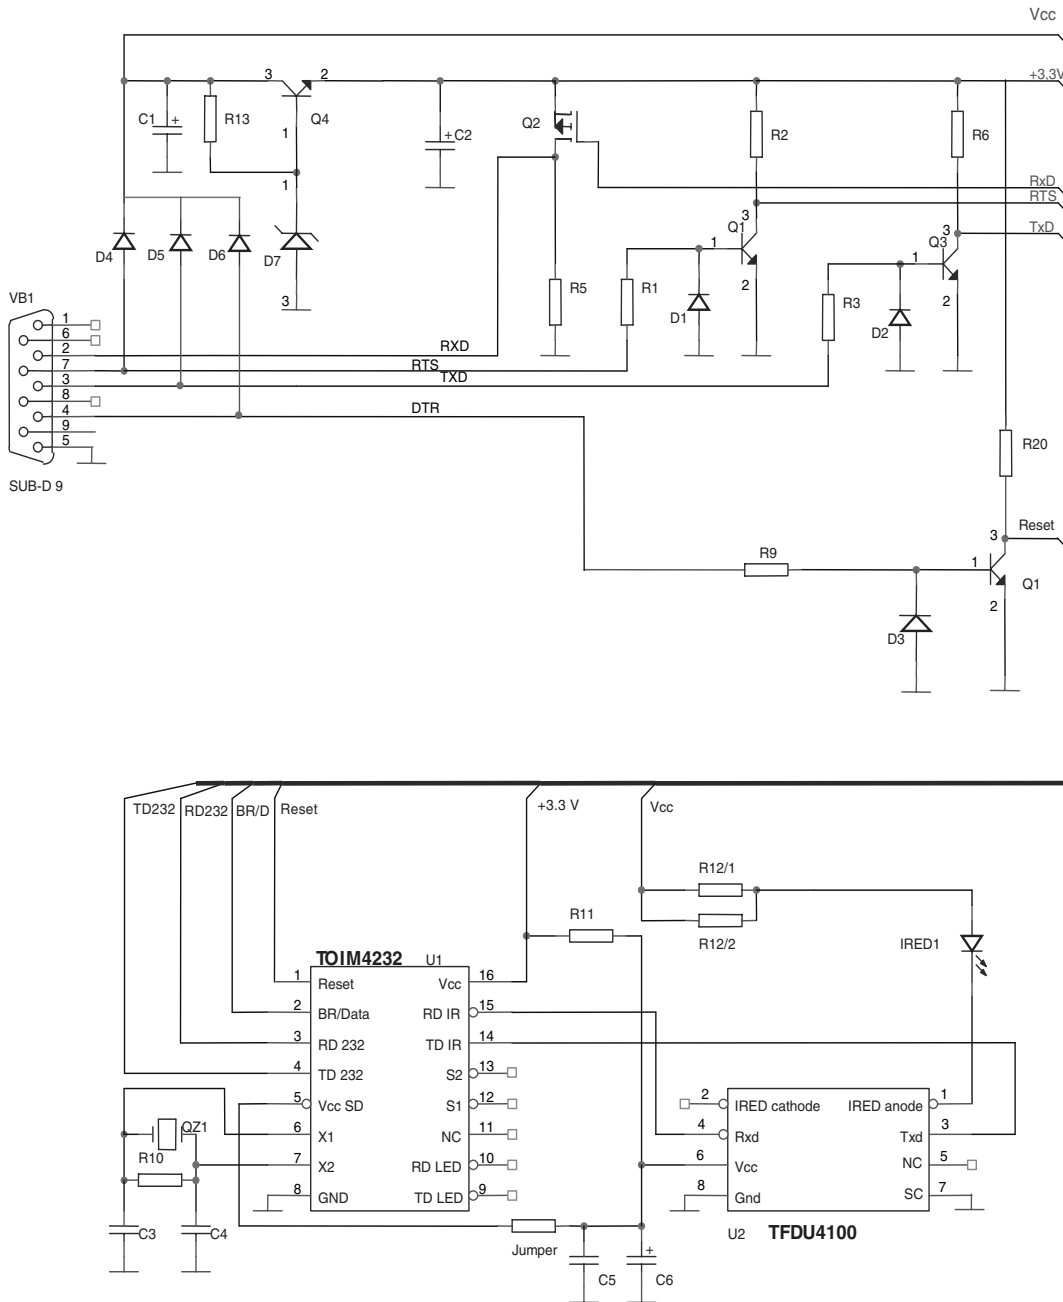 Vcc
3 2 +3,3V
C1 + R13 1 Q4 + C2 Q2 R2 R6
1 RxD
RTS
3 3 TxD
D4 D5 D6 D7 1 Q1 1 Q3
3 R5 R1 D1 2 R3 D2 2
VB1
1
6
2 RXD
7 RTS
3 TXD
8
4 DTR
9
5
SUB-D 9
R20
3 Reset
R9 1 Q1
2
D3
TD232 RD232 BR/D Reset +3.3 V Vcc
R12/1
R11 R12/2 IRED1
TOIM4232 U1
1 Reset Vcc 16
2 BR/Data RD IR 15
3 RD 232 TD IR 14
4 TD 232 S2 13
5 Vcc SD S1 12
6 X1 NC 11
7 X2 RD LED 10
8 GND TD LED 9
QZ1
R10
C3 C4
2 IRED cathode IRED anode 1
4 Rxd Txd 3
6 Vcc NC 5
8 Gnd SC 7
U2 TFDU4100
Jumper
C5 + C6